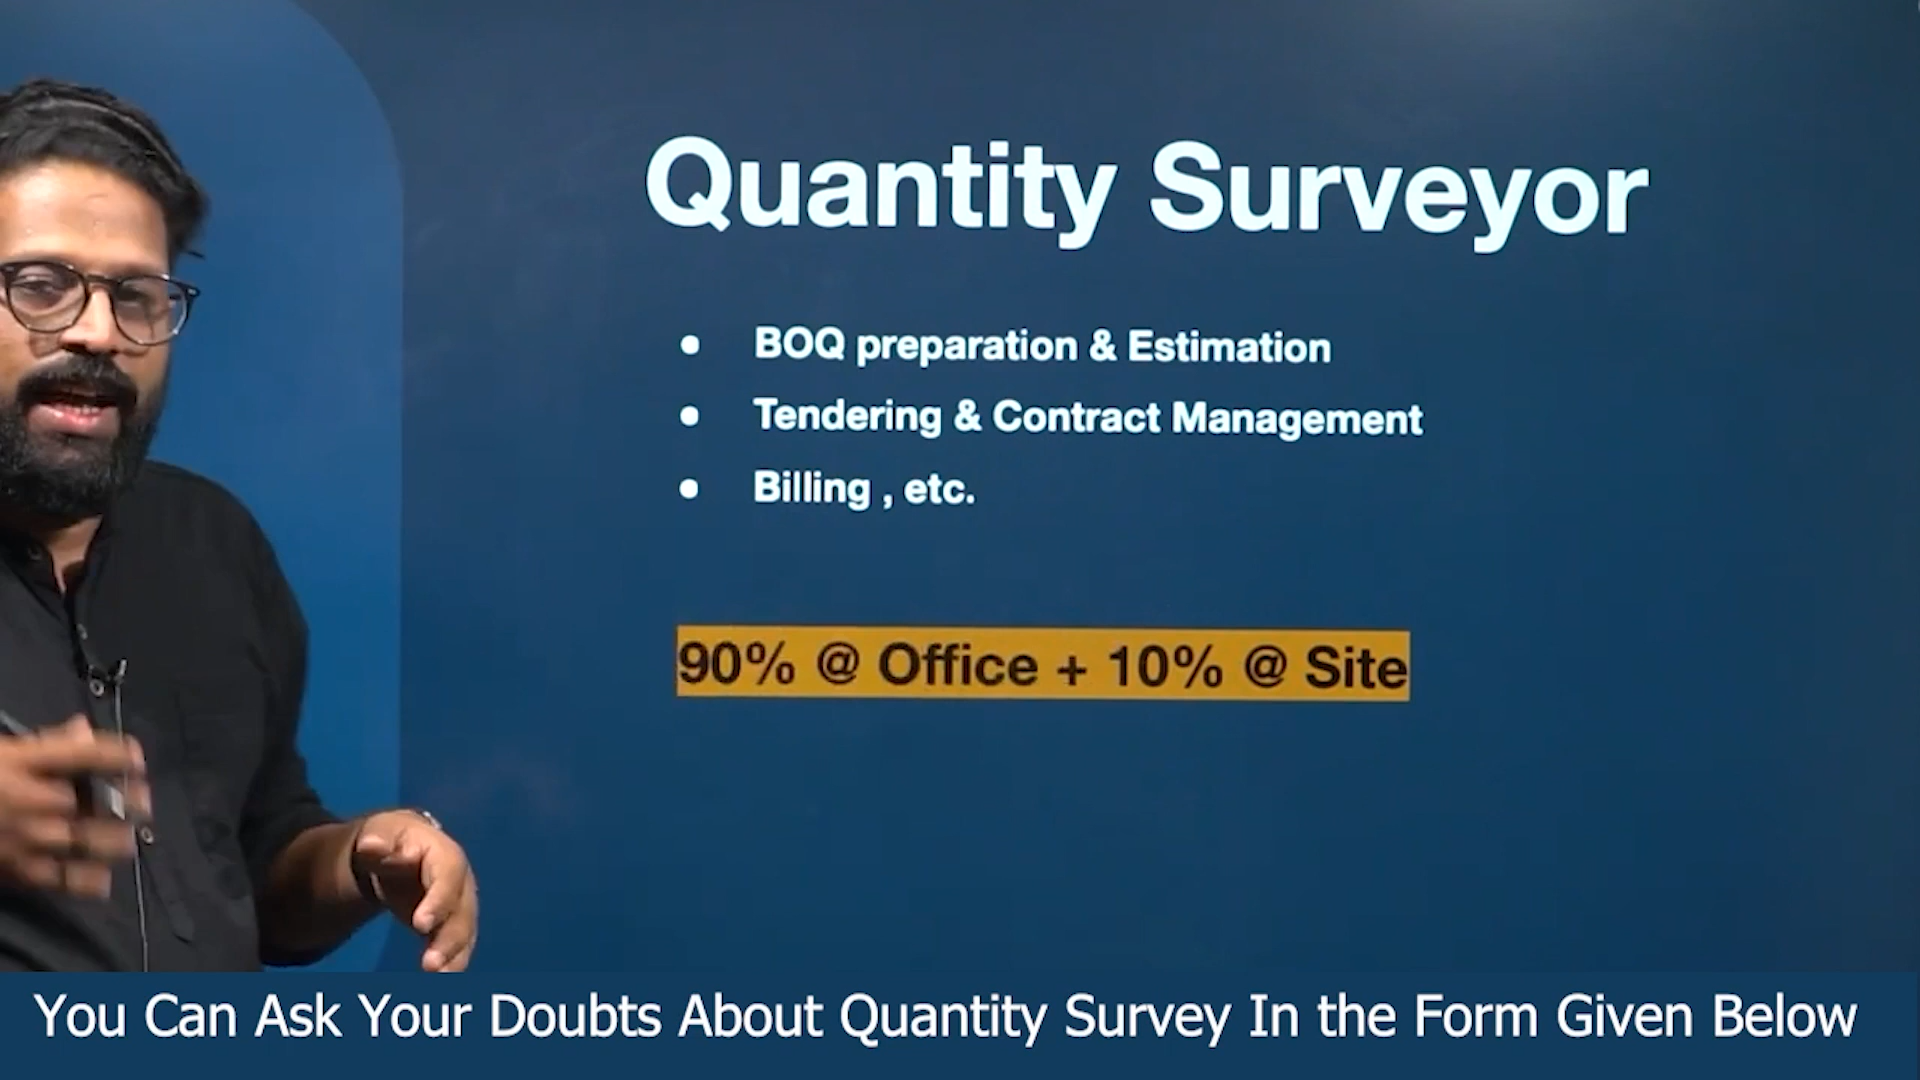 Quantity Surveyor
• BOQ preparation & Estimation
• Tendering & Contract Management
• Billing , etc.
90% @ Office + 10% @ Site
You Can Ask Your Doubts About Quantity Survey In the Form Given Below